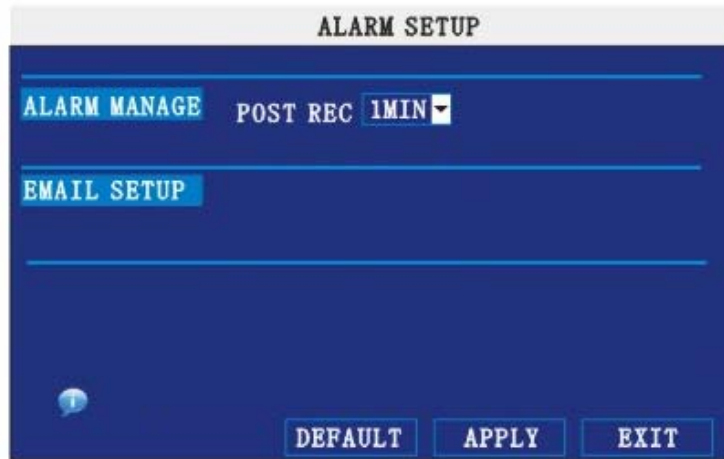 ALARM SETUP
ALARM MANAGE POST REC 1MIN
EMAIL SETUP
DEFAULT APPLY EXIT